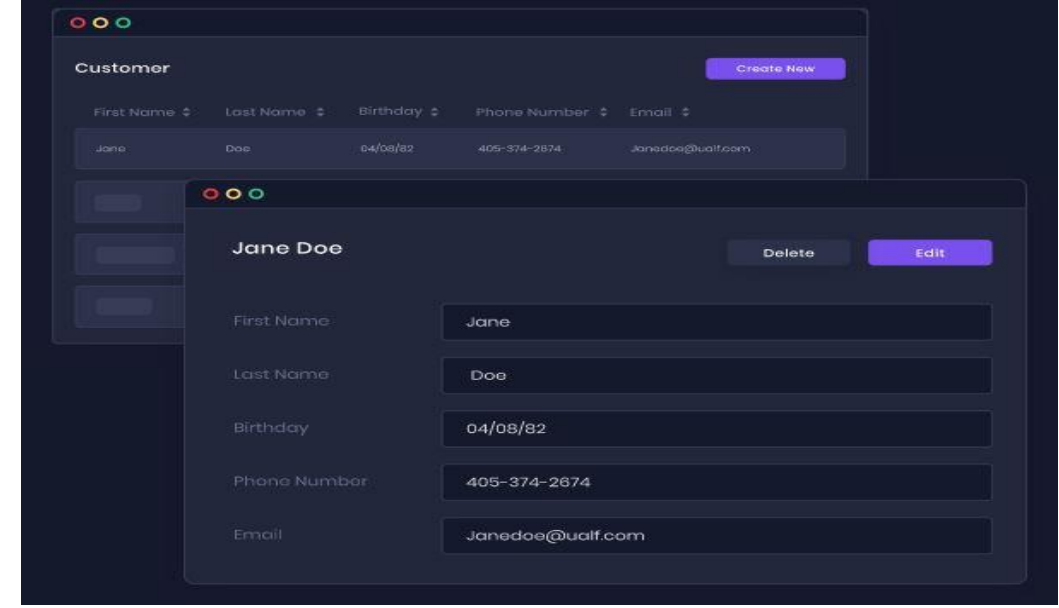 Customer
Create New
First Name Last Name Birthday Phone Number Email
Jane Doe 04/08/82 405-374-2674 Janedoe@ualf.com
Jane Doe
Delete Edit
First Name Jane
Last Name Doe
Birthday 04/08/82
Phone Number 405-374-2674
Email Janedoe@ualf.com